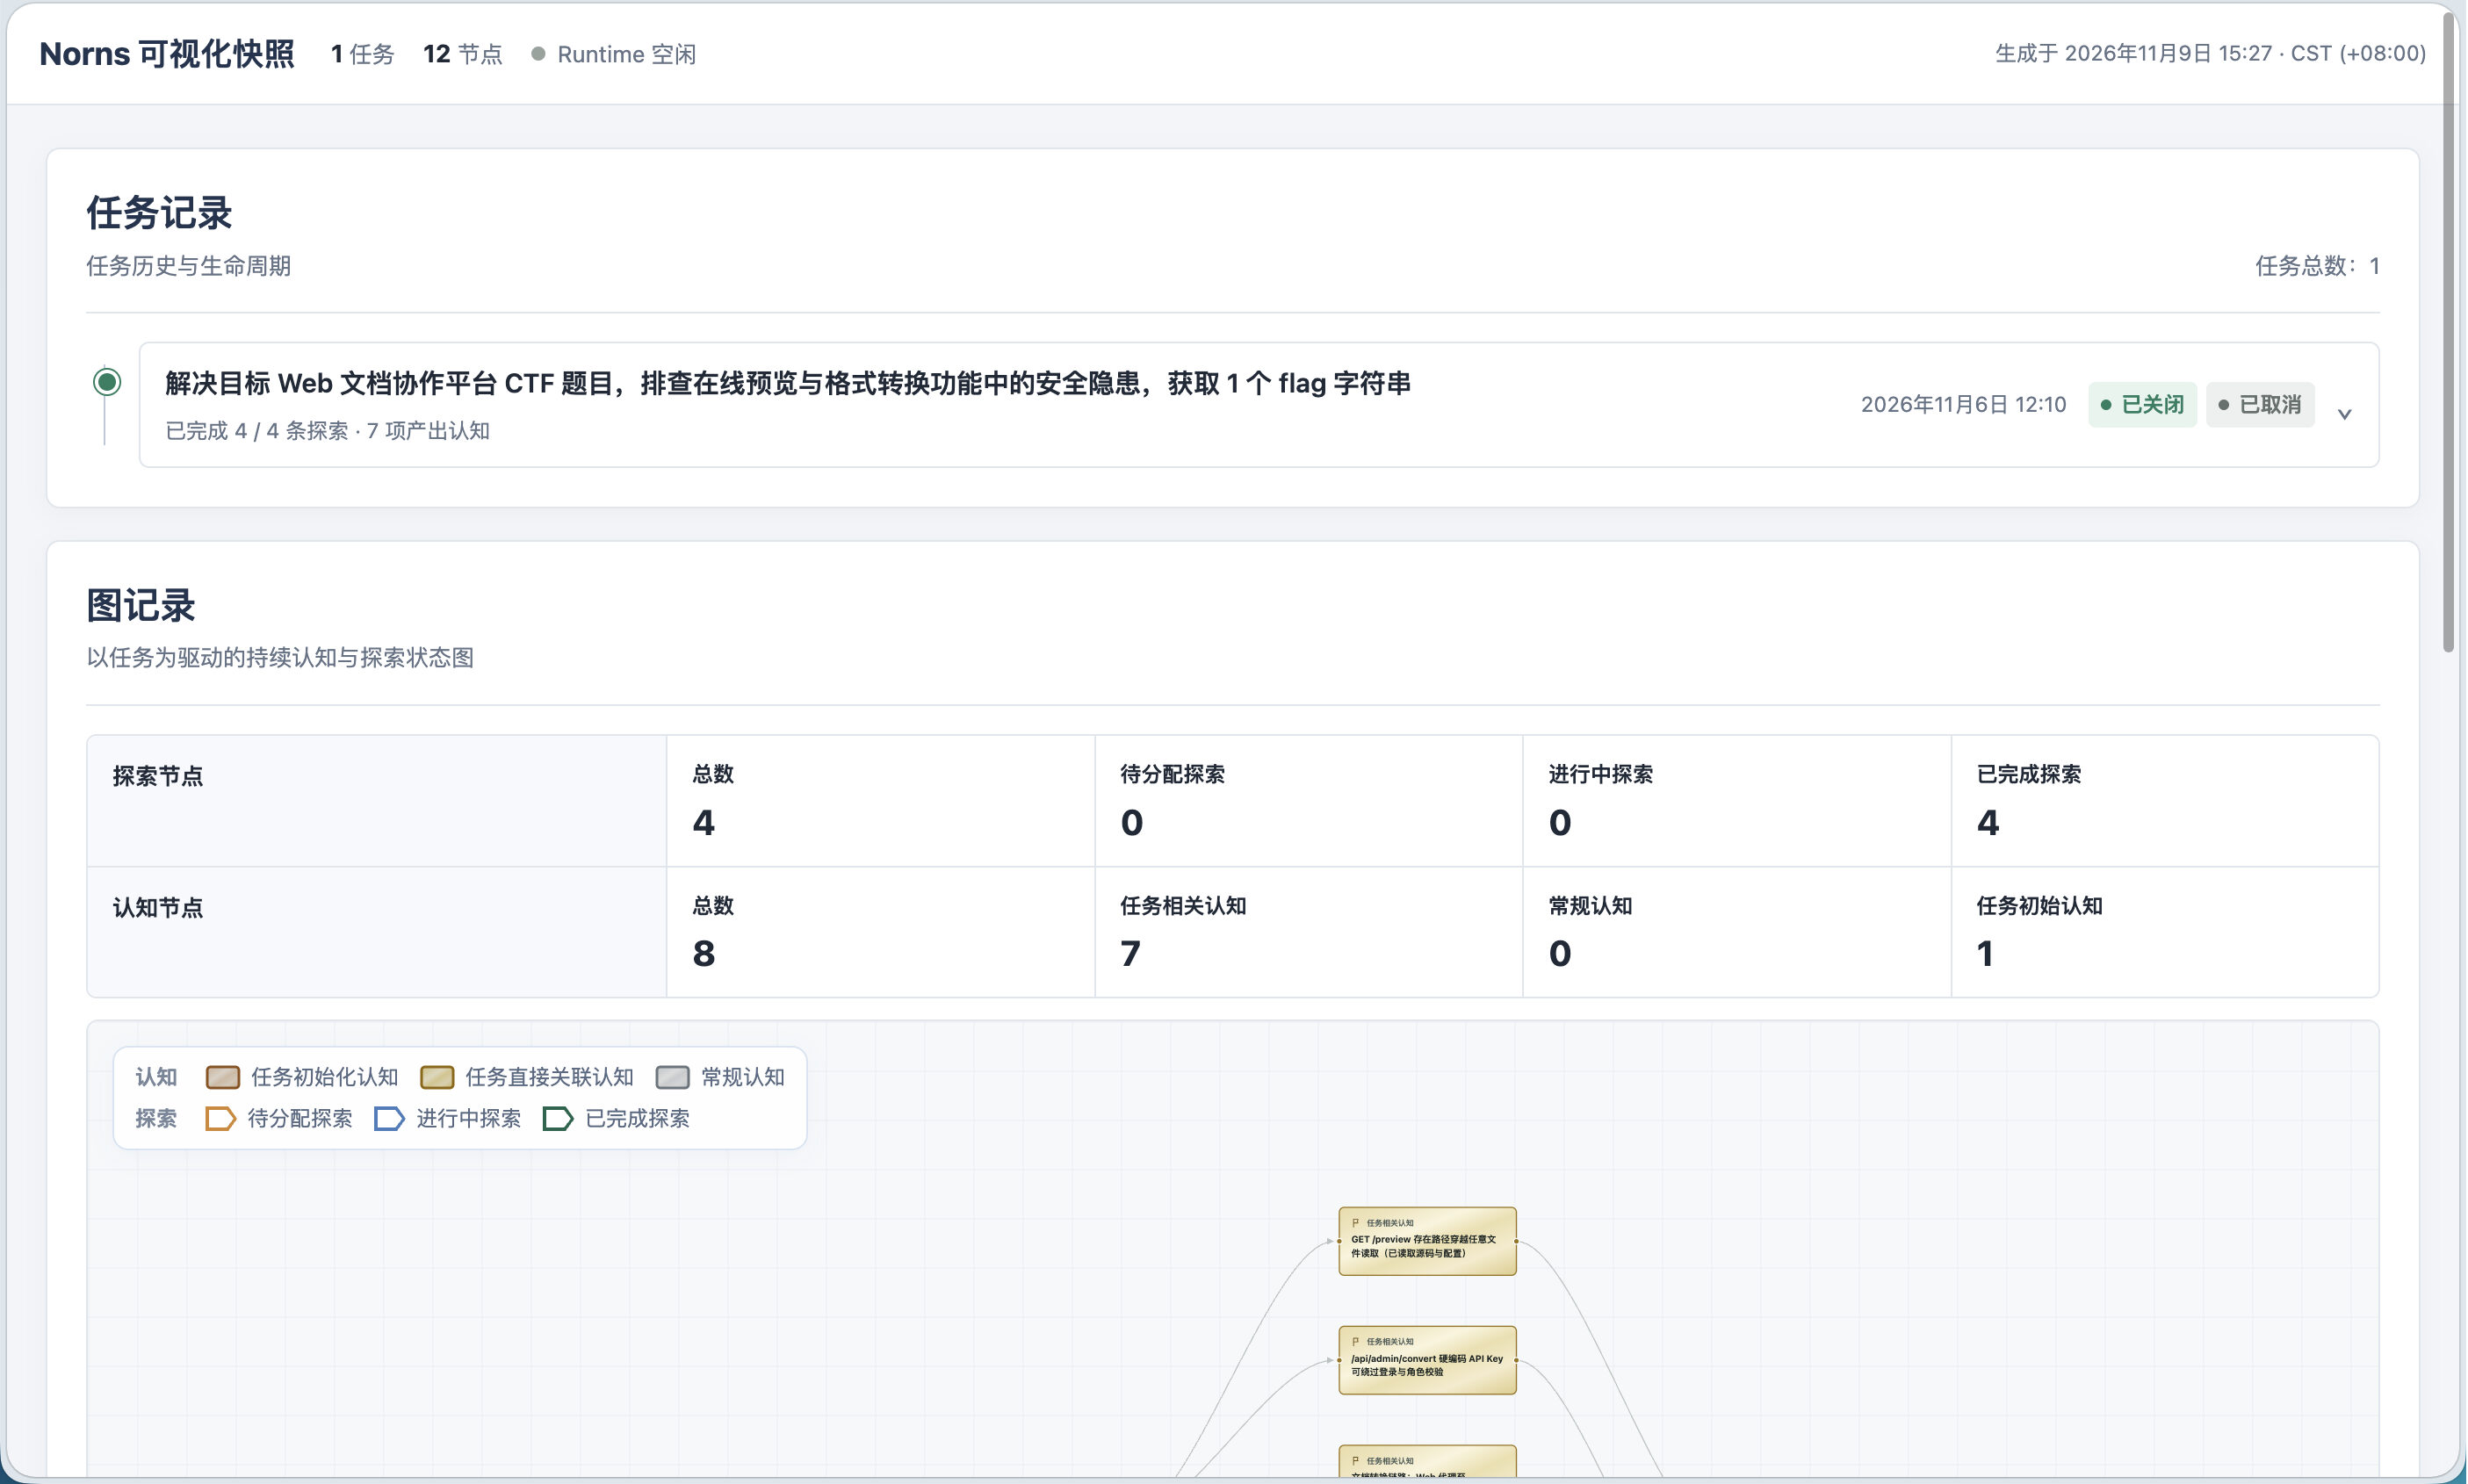 Norns 可视化快照 1 任务 12 节点 Runtime 空闲 生成于 2026年11月9日 15:27 · CST (+08:00)
任务记录
任务历史与生命周期 任务总数：1
解决目标 Web 文档协作平台 CTF 题目，排查在线预览与格式转换功能中的安全隐患，获取 1 个 flag 字符串
已完成 4 / 4 条探索 · 7 项产出认知
2026年11月6日 12:10 已关闭 已取消
图记录
以任务为驱动的持续认知与探索状态图
探索节点 总数 待分配探索 进行中探索 已完成探索
4 0 0 4
认知节点 总数 任务相关认知 常规认知 任务初始认知
8 7 0 1
认知 任务初始化认知 任务直接关联认知 常规认知
探索 待分配探索 进行中探索 已完成探索
任务相关认知
GET /preview 存在路径穿越任意文
件读取（已读取源码与配置）
任务相关认知
/api/admin/convert 硬编码 API Key
可绕过登录与角色校验
任务相关认知